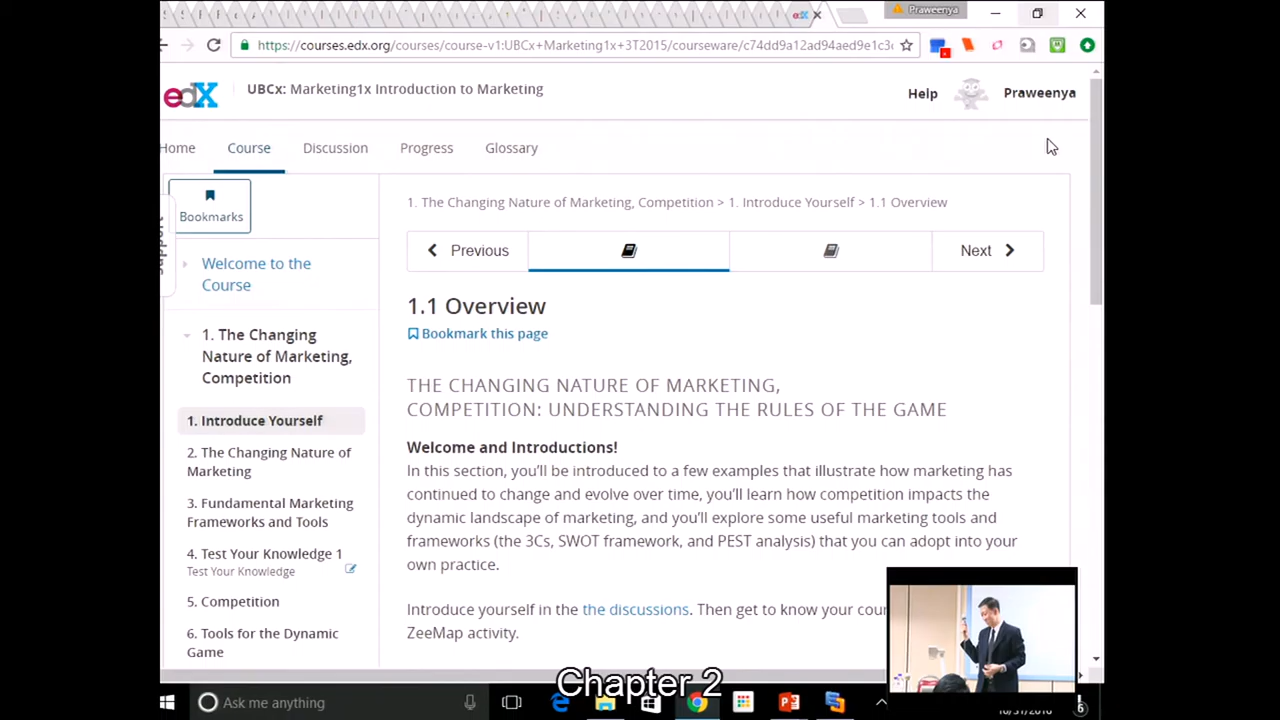 Praweenya
https://courses.edx.org/courses/course-v1:UBCx+Marketing1x+3T2015/courseware/c74dd9a12ad94aed9e1c3
edX
UBCx: Marketing1x Introduction to Marketing
Help
Praweenya
Home Course Discussion Progress Glossary
Bookmarks
Support
Welcome to the
Course
1. The Changing
Nature of Marketing,
Competition
1. Introduce Yourself
2. The Changing Nature of
Marketing
3. Fundamental Marketing
Frameworks and Tools
4. Test Your Knowledge 1
Test Your Knowledge
5. Competition
6. Tools for the Dynamic
Game
1. The Changing Nature of Marketing, Competition > 1. Introduce Yourself > 1.1 Overview
Previous
Next
1.1 Overview
Bookmark this page
THE CHANGING NATURE OF MARKETING,
COMPETITION: UNDERSTANDING THE RULES OF THE GAME
Welcome and Introductions!
In this section, you'll be introduced to a few examples that illustrate how marketing has
continued to change and evolve over time, you'll learn how competition impacts the
dynamic landscape of marketing, and you'll explore some useful marketing tools and
frameworks (the 3Cs, SWOT framework, and PEST analysis) that you can adopt into your
own practice.
Introduce yourself in the the discussions. Then get to know your cou
ZeeMap activity.
Chapter 2
Ask me anything